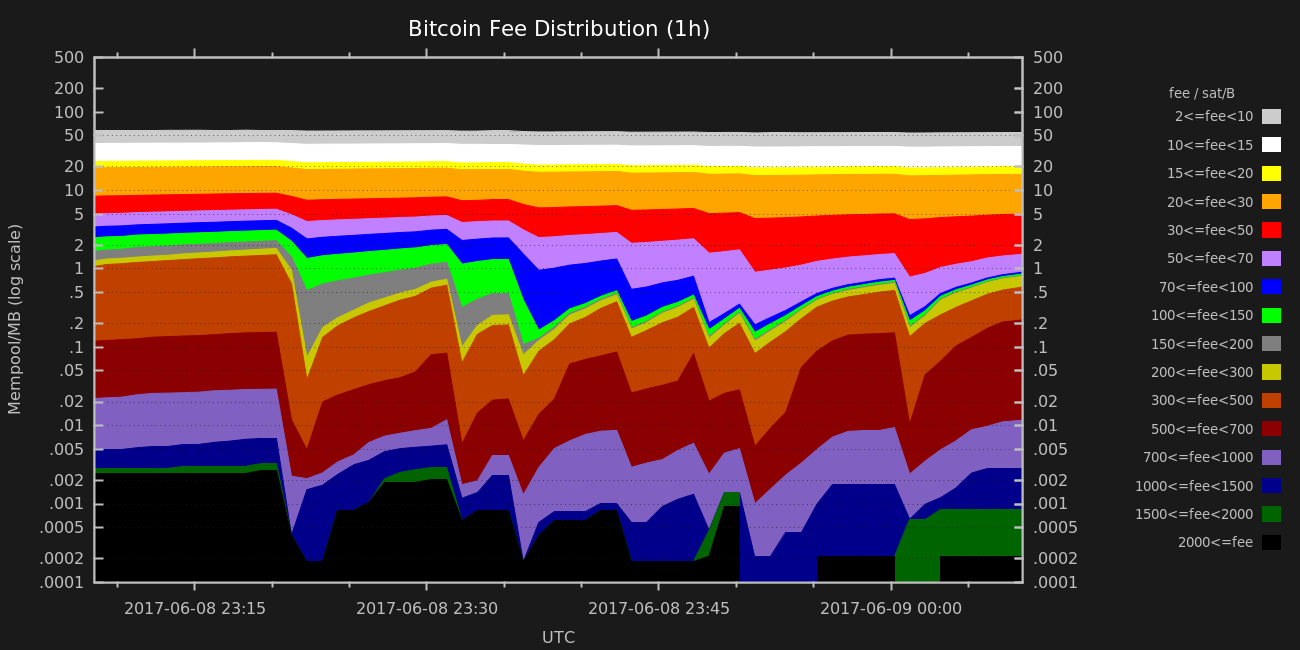 Bitcoin Fee Distribution (1h)
500
200
100
50
20
10
5
2
1
.5
.2
.1
.05
.02
.01
.005
.002
.001
.0005
.0002
.0001
Mempool/MB (log scale)
500
200
100
50
20
10
5
2
1
.5
.2
.1
.05
.02
.01
.005
.002
.001
.0005
.0002
.0001
2017-06-08 23:15 2017-06-08 23:30 2017-06-08 23:45 2017-06-09 00:00
UTC
fee / sat/B
2<=fee<10
10<=fee<15
15<=fee<20
20<=fee<30
30<=fee<50
50<=fee<70
70<=fee<100
100<=fee<150
150<=fee<200
200<=fee<300
300<=fee<500
500<=fee<700
700<=fee<1000
1000<=fee<1500
1500<=fee<2000
2000<=fee